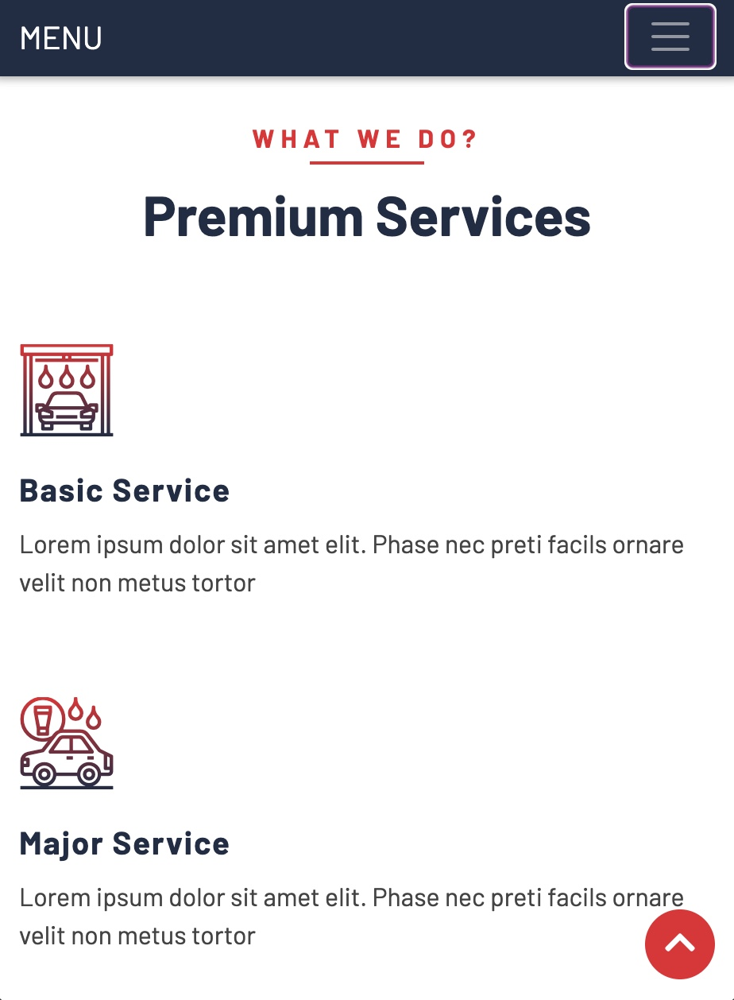 MENU
WHAT WE DO?
Premium Services
Basic Service
Lorem ipsum dolor sit amet elit. Phase nec preti facils ornare
velit non metus tortor
Major Service
Lorem ipsum dolor sit amet elit. Phase nec preti facils ornare
velit non metus tortor